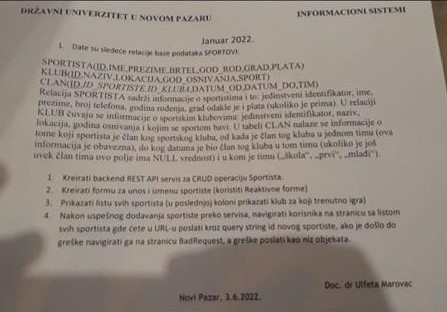 DRŽAVNI UNIVERZITET U NOVOM PAZARU
INFORMACIONI SISTEMI
Januar 2022.
1. Date su sledeće relacije baze podataka SPORTOVI:
SPORTISTA(ID,IME,PREZIME,BRTEL,GOD_ROD,GRAD,PLATA)
KLUB(ID,NAZIV,LOKACIJA,GOD_OSNIVANJA,SPORT)
CLAN(ID,ID_SPORTISTE,ID_KLUBA,DATUM_OD,DATUM_DO,TIM)
Relacija SPORTISTA sadrži informacije o sportistima i to: jedinstveni identifikator, ime,
prezime, broj telefona, godina rođenja, grad odakle je i plata (ukoliko je prima). U relaciji
KLUB čuvaju se informacije o sportskim klubovima: jedinstveni identifikator, naziv,
lokacija, godina osnivanja i kojim se sportom bavi. U tabeli CLAN nalaze se informacije o
tome koji sportista je član kog sportskog kluba, od kada je član tog kluba u jednom timu (ova
informacija je obavezna), do kog datuma je bio član tog kluba u tom timu (ukoliko je još
uvek član tima ovo polje ima NULL vrednost) i u kom je timu („škola", „prvi", „mlađi").
1. Kreirati backend REST API servis za CRUD operaciju Sportista.
2. Kreirati formu za unos i izmenu sportiste (koristiti Reaktivne forme)
3. Prikazati listu svih sportista (u poslednjoj koloni prikazati klub za koji trenutno igra)
4. Nakon uspešnog dodavanja sportiste preko servisa, navigirati korisnika na stranicu sa listom
svih sportista gde ćete u URL-u poslati kroz query string id novog sportiste, ako je došlo do
greške navigirati ga na stranicu BadRequest, a greške poslati kao niz objekata.
Doc. dr Ulfeta Marovac
Novi Pazar, 3.6.2022.